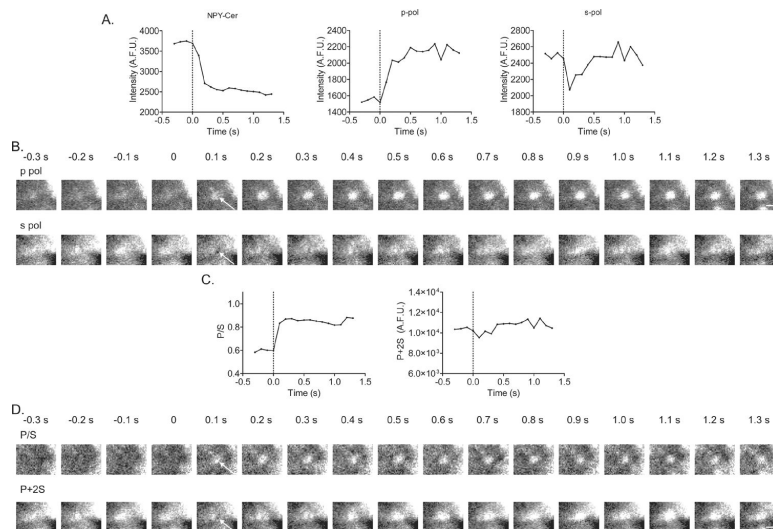 A.
NPY-Cer
p-pol
s-pol
Intensity (A.F.U.)
4000
3500
3000
2500
2000
-0.5 0.0 0.5 1.0 1.5
Time (s)
Intensity (A.F.U.)
2400
2200
2000
1800
1600
1400
-0.5 0.0 0.5 1.0 1.5
Time (s)
Intensity (A.F.U.)
2800
2600
2400
2200
2000
1800
-0.5 0.0 0.5 1.0 1.5
Time (s)
B.
-0.3 s -0.2 s -0.1 s 0 0.1 s 0.2 s 0.3 s 0.4 s 0.5 s 0.6 s 0.7 s 0.8 s 0.9 s 1.0 s 1.1 s 1.2 s 1.3 s
p pol
s pol
C.
P/S
1.0
0.8
0.6
0.4
-0.5 0.0 0.5 1.0 1.5
Time (s)
P+2S (A.F.U.)
1.4×10⁴
1.2×10⁴
1.0×10⁴
8.0×10³
6.0×10³
-0.5 0.0 0.5 1.0 1.5
Time (s)
D.
-0.3 s -0.2 s -0.1 s 0 0.1 s 0.2 s 0.3 s 0.4 s 0.5 s 0.6 s 0.7 s 0.8 s 0.9 s 1.0 s 1.1 s 1.2 s 1.3 s
P/S
P+2S